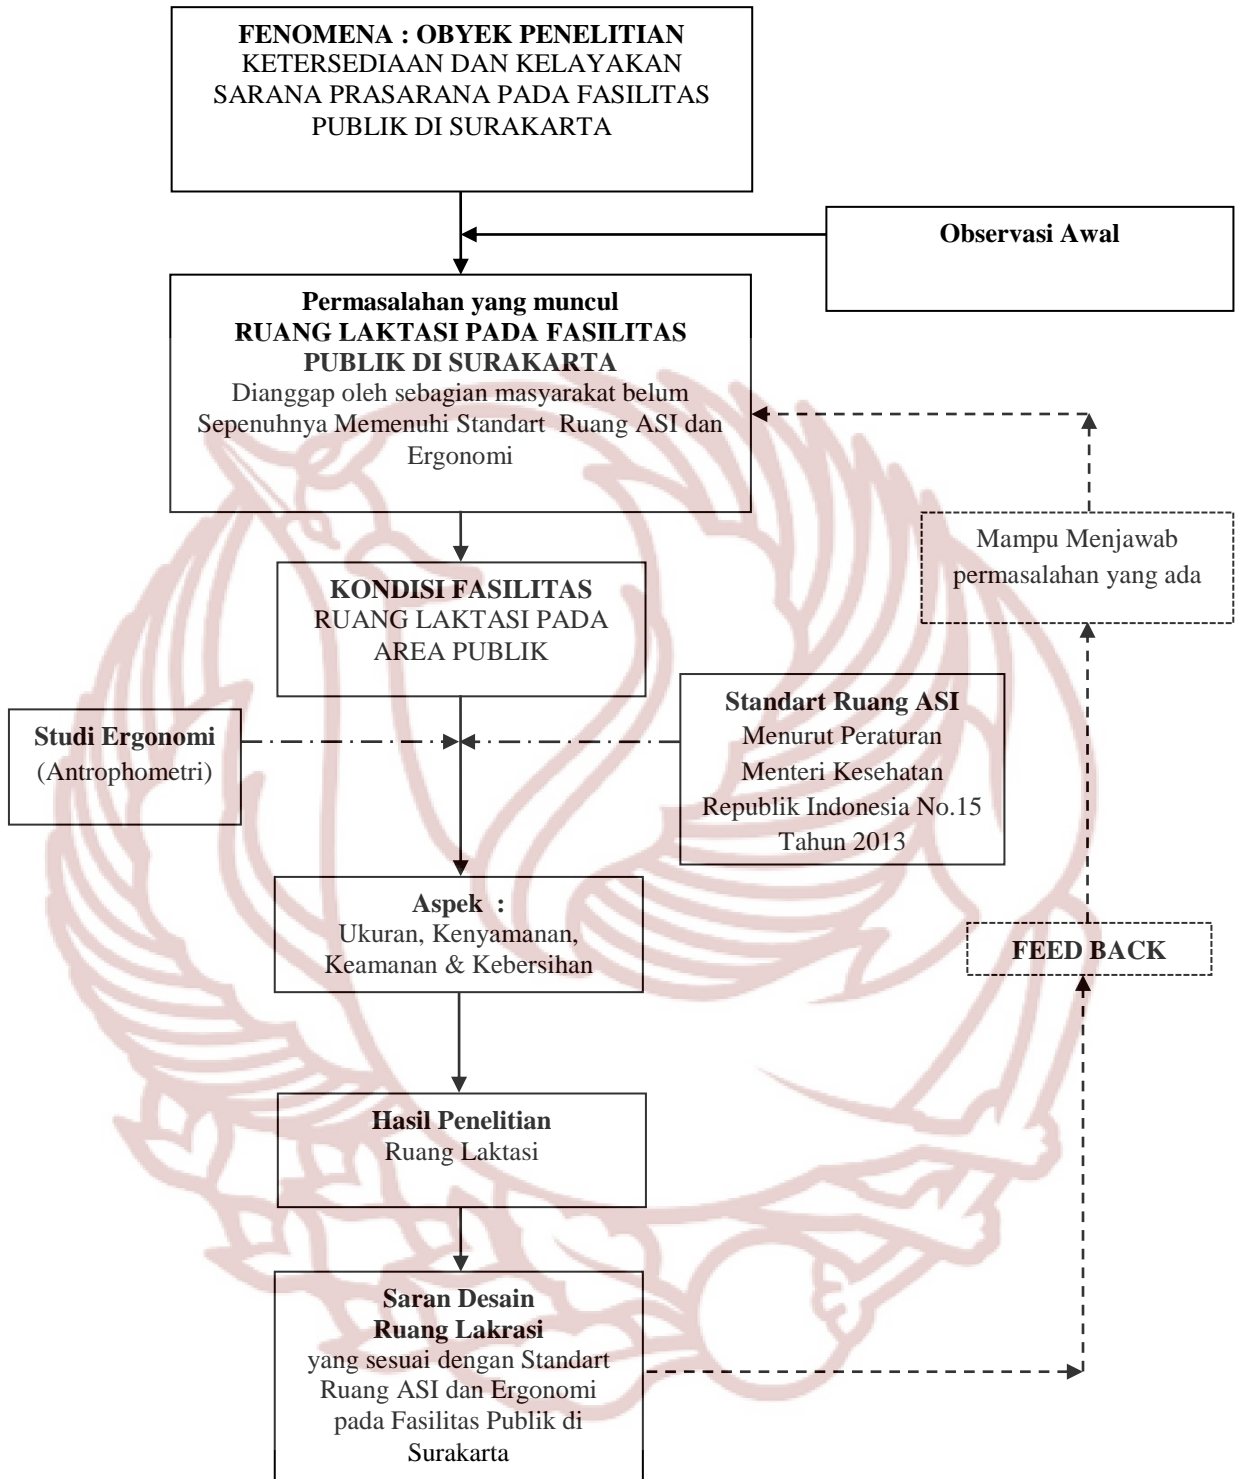 FENOMENA : OBYEK PENELITIAN
KETERSEDIAAN DAN KELAYAKAN
SARANA PRASARANA PADA FASILITAS
PUBLIK DI SURAKARTA
Observasi Awal
Permasalahan yang muncul
RUANG LAKTASI PADA FASILITAS
PUBLIK DI SURAKARTA
Dianggap oleh sebagian masyarakat belum
Sepenuhnya Memenuhi Standart Ruang ASI dan
Ergonomi
Mampu Menjawab
permasalahan yang ada
KONDISI FASILITAS
RUANG LAKTASI PADA
AREA PUBLIK
Studi Ergonomi
(Antrophometri)
Standart Ruang ASI
Menurut Peraturan
Menteri Kesehatan
Republik Indonesia No.15
Tahun 2013
Aspek :
Ukuran, Kenyamanan,
Keamanan & Kebersihan
FEED BACK
Hasil Penelitian
Ruang Laktasi
Saran Desain
Ruang Lakrasi
yang sesuai dengan Standart
Ruang ASI dan Ergonomi
pada Fasilitas Publik di
Surakarta